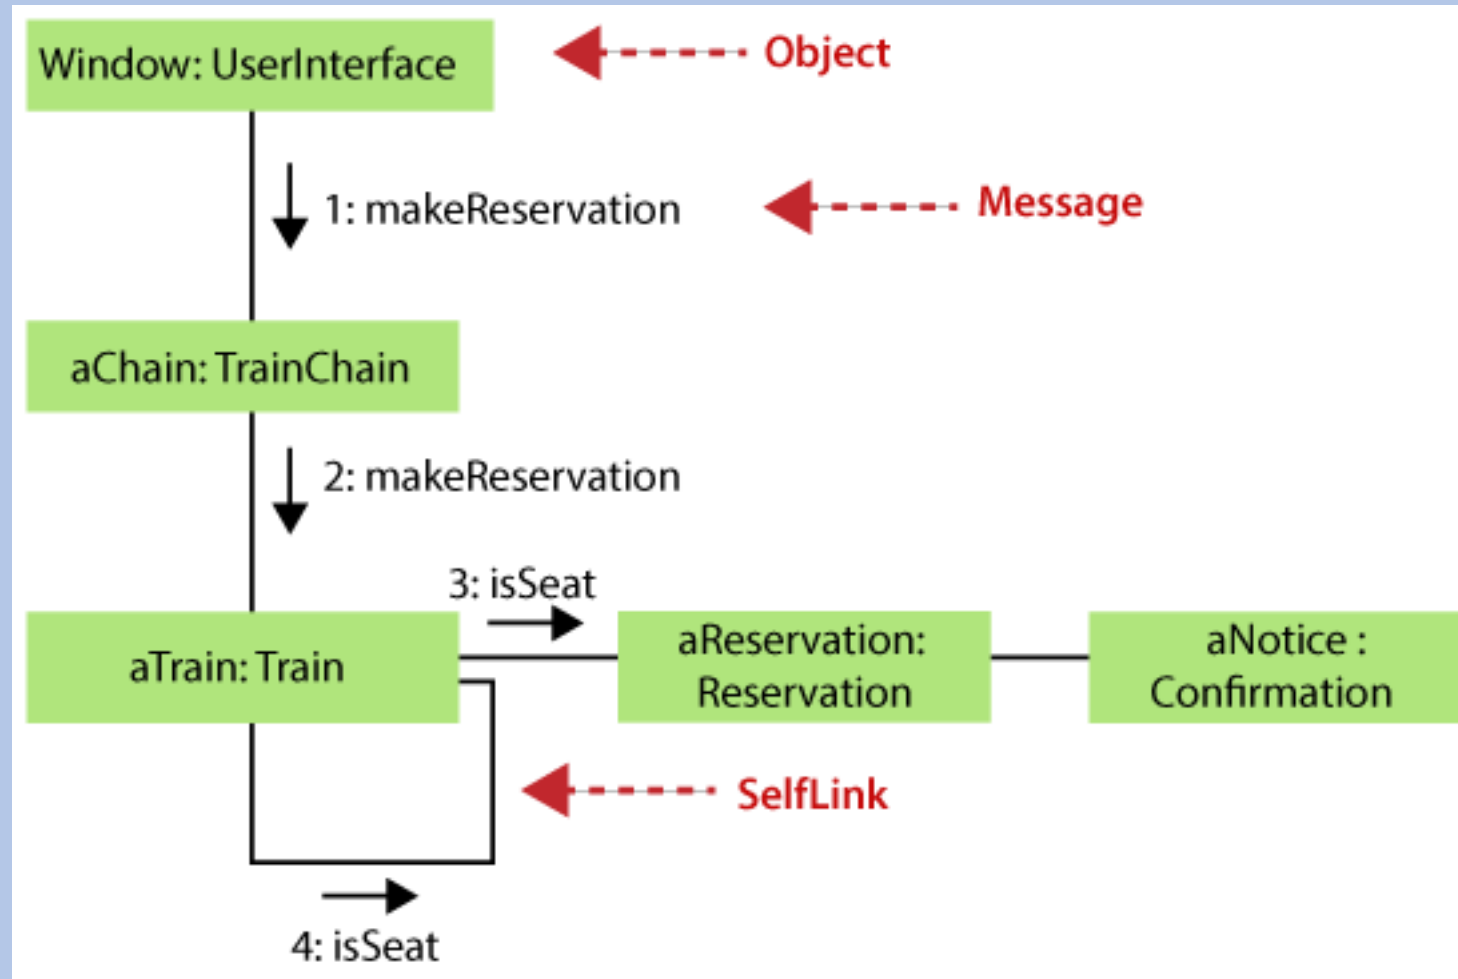 Window: UserInterface
Object
1: makeReservation
Message
aChain: TrainChain
2: makeReservation
3: isSeat
aTrain: Train
aReservation:
Reservation
aNotice :
Confirmation
SelfLink
4: isSeat